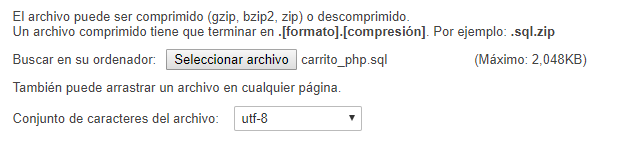 El archivo puede ser comprimido (gzip, bzip2, zip) o descomprimido.
Un archivo comprimido tiene que terminar en .[formato].[compresión]. Por ejemplo: .sql.zip
Buscar en su ordenador: Seleccionar archivo carrito_php.sql (Máximo: 2,048KB)
También puede arrastrar un archivo en cualquier página.
Conjunto de caracteres del archivo: utf-8